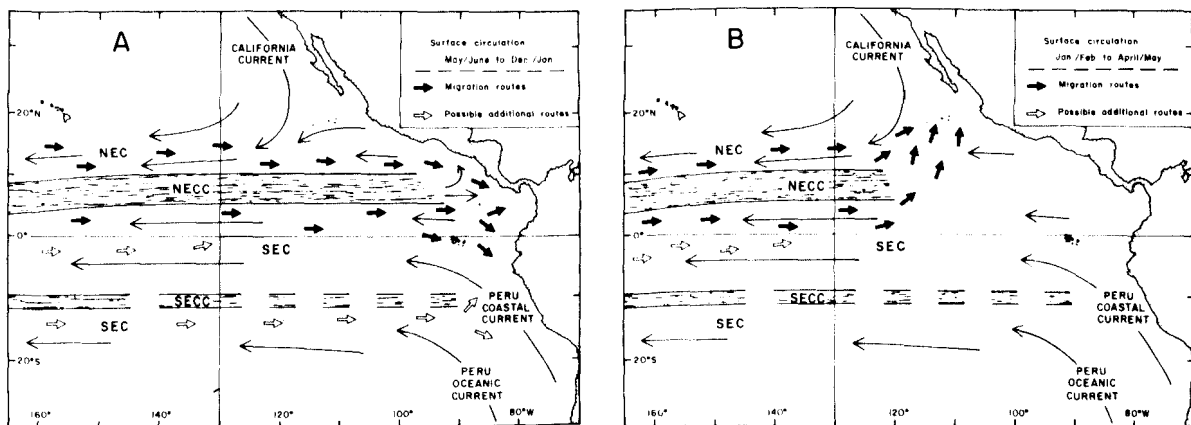 A
CALIFORNIA
CURRENT
Surface circulation
May/June to Dec/Jan
Migration routes
Possible additional routes
20°N
NEC
NECC
0°
SEC
SECC
SEC
PERU
COASTAL
CURRENT
20°S
PERU
OCEANIC
CURRENT
160°
140°
120°
100°
80°W
B
CALIFORNIA
CURRENT
Surface circulation
Jan/Feb to April/May
Migration routes
Possible additional routes
20°N
NEC
NECC
0°
SEC
SECC
SEC
PERU
COASTAL
CURRENT
20°S
PERU
OCEANIC
CURRENT
160°
140°
120°
100°
80°W